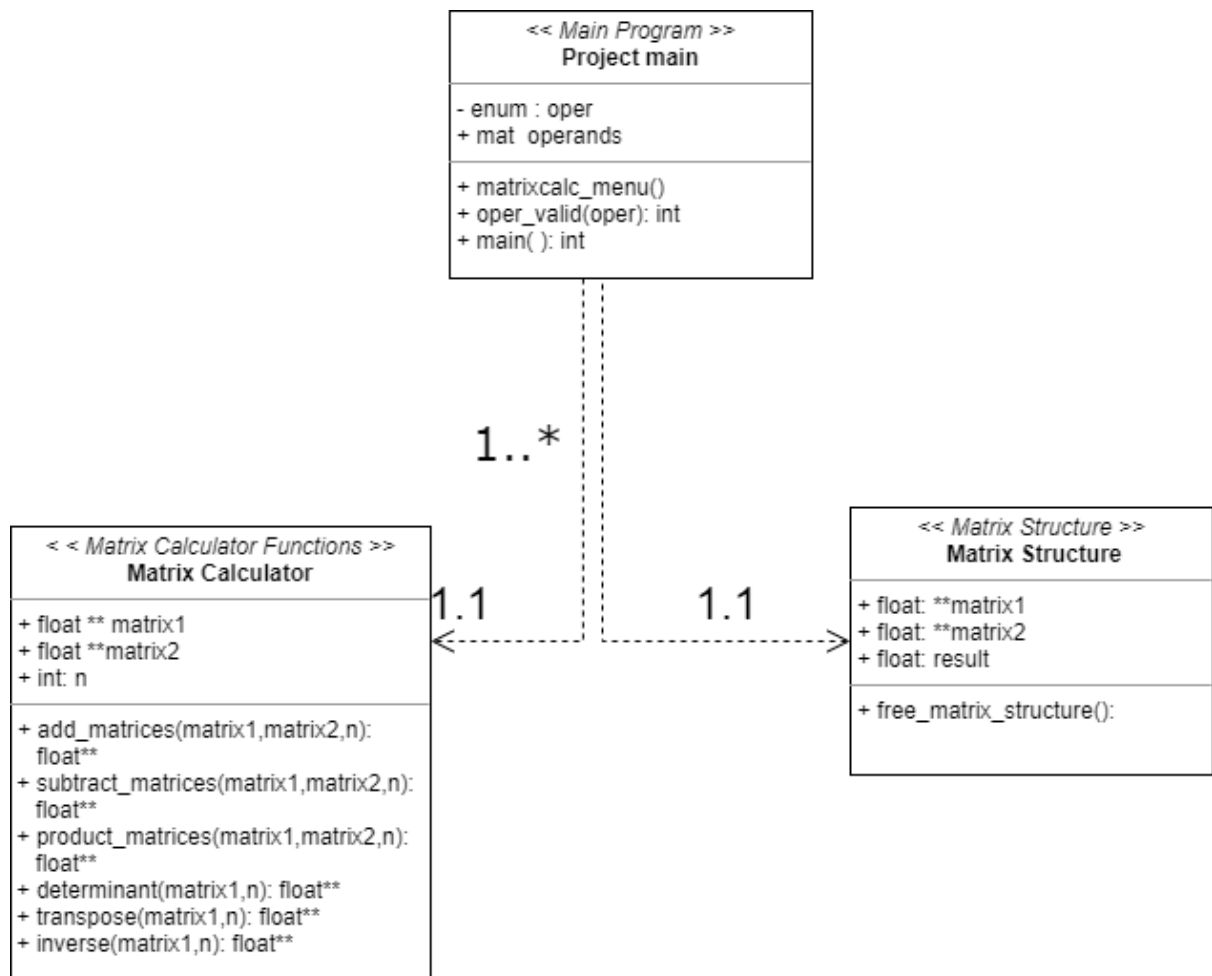 << Main Program >>
Project main
- enum : oper
+ mat operands
+ matrixcalc_menu()
+ oper_valid(oper): int
+ main( ): int
1..*
1.1
1.1
< < Matrix Calculator Functions >>
Matrix Calculator
+ float ** matrix1
+ float **matrix2
+ int: n
+ add_matrices(matrix1,matrix2,n):
float**
+ subtract_matrices(matrix1,matrix2,n):
float**
+ product_matrices(matrix1,matrix2,n):
float**
+ determinant(matrix1,n): float**
+ transpose(matrix1,n): float**
+ inverse(matrix1,n): float**
<< Matrix Structure >>
Matrix Structure
+ float: **matrix1
+ float: **matrix2
+ float: result
+ free_matrix_structure():